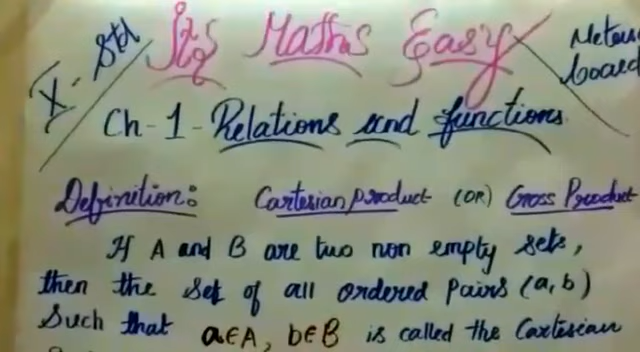 X - Std
It's Maths Easy
board
Ch - 1 - Relations and functions
Definition: Cartesian product (OR) Cross Product
If A and B are two non empty sets,
then the set of all ordered pairs (a, b)
Such that a∈A, b∈B is called the Cartesian